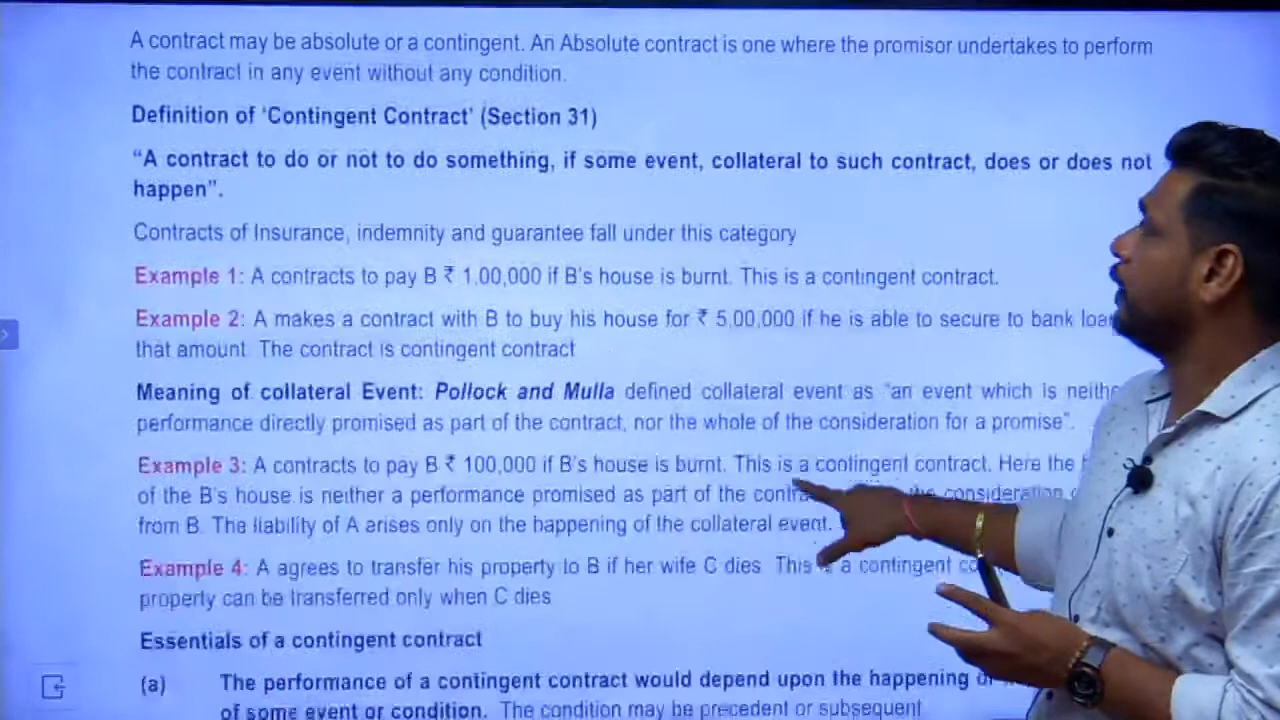 A contract may be absolute or a contingent. An Absolute contract is one where the promisor undertakes to perform
the contract in any event without any condition.
Definition of 'Contingent Contract' (Section 31)
"A contract to do or not to do something, if some event, collateral to such contract, does or does not
happen".
Contracts of Insurance, indemnity and guarantee fall under this category
Example 1: A contracts to pay B ₹ 1,00,000 if B's house is burnt. This is a contingent contract.
Example 2: A makes a contract with B to buy his house for ₹ 5,00,000 if he is able to secure to bank
that amount. The contract is contingent contract
Meaning of collateral Event: Pollock and Mulla defined collateral event as "an event which is
performance directly promised as part of the contract, nor the whole of the consideration for a promise".
Example 3: A contracts to pay B ₹ 100,000 if B's house is burnt. This is a contingent contract. Here the
of the B's house is neither a performance promised as part of the consideration
from B. The liability of A arises only on the happening of the collateral event.
Example 4: A agrees to transfer his property to B if her wife C dies. This a contingent
property can be transferred only when C dies
Essentials of a contingent contract
(a) The performance of a contingent contract would depend upon the happening
of some event or condition. The condition may be precedent or subsequent